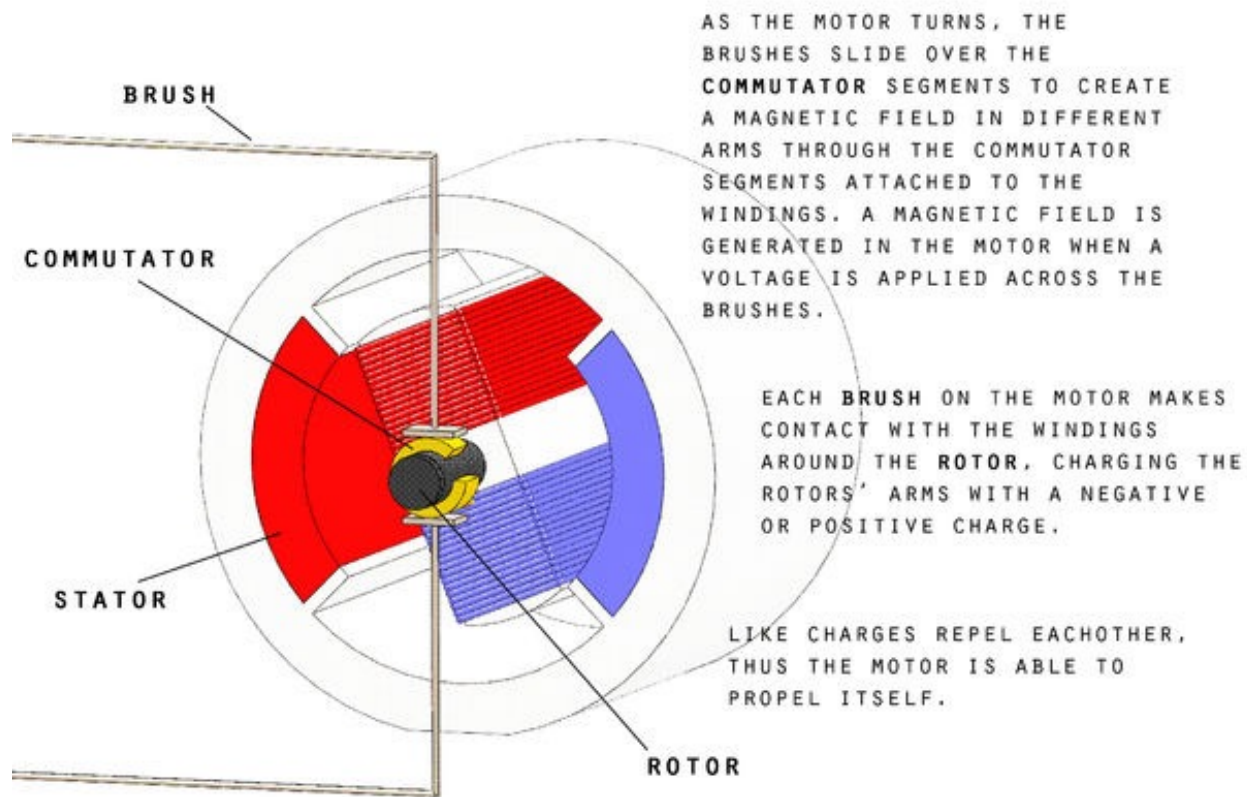 AS THE MOTOR TURNS, THE
BRUSHES SLIDE OVER THE
COMMUTATOR SEGMENTS TO CREATE
A MAGNETIC FIELD IN DIFFERENT
ARMS THROUGH THE COMMUTATOR
SEGMENTS ATTACHED TO THE
WINDINGS. A MAGNETIC FIELD IS
GENERATED IN THE MOTOR WHEN A
VOLTAGE IS APPLIED ACROSS THE
BRUSHES.
BRUSH
COMMUTATOR
EACH BRUSH ON THE MOTOR MAKES
CONTACT WITH THE WINDINGS
AROUND THE ROTOR, CHARGING THE
ROTORS' ARMS WITH A NEGATIVE
OR POSITIVE CHARGE.
STATOR
LIKE CHARGES REPEL EACHOTHER,
THUS THE MOTOR IS ABLE TO
PROPEL ITSELF.
ROTOR